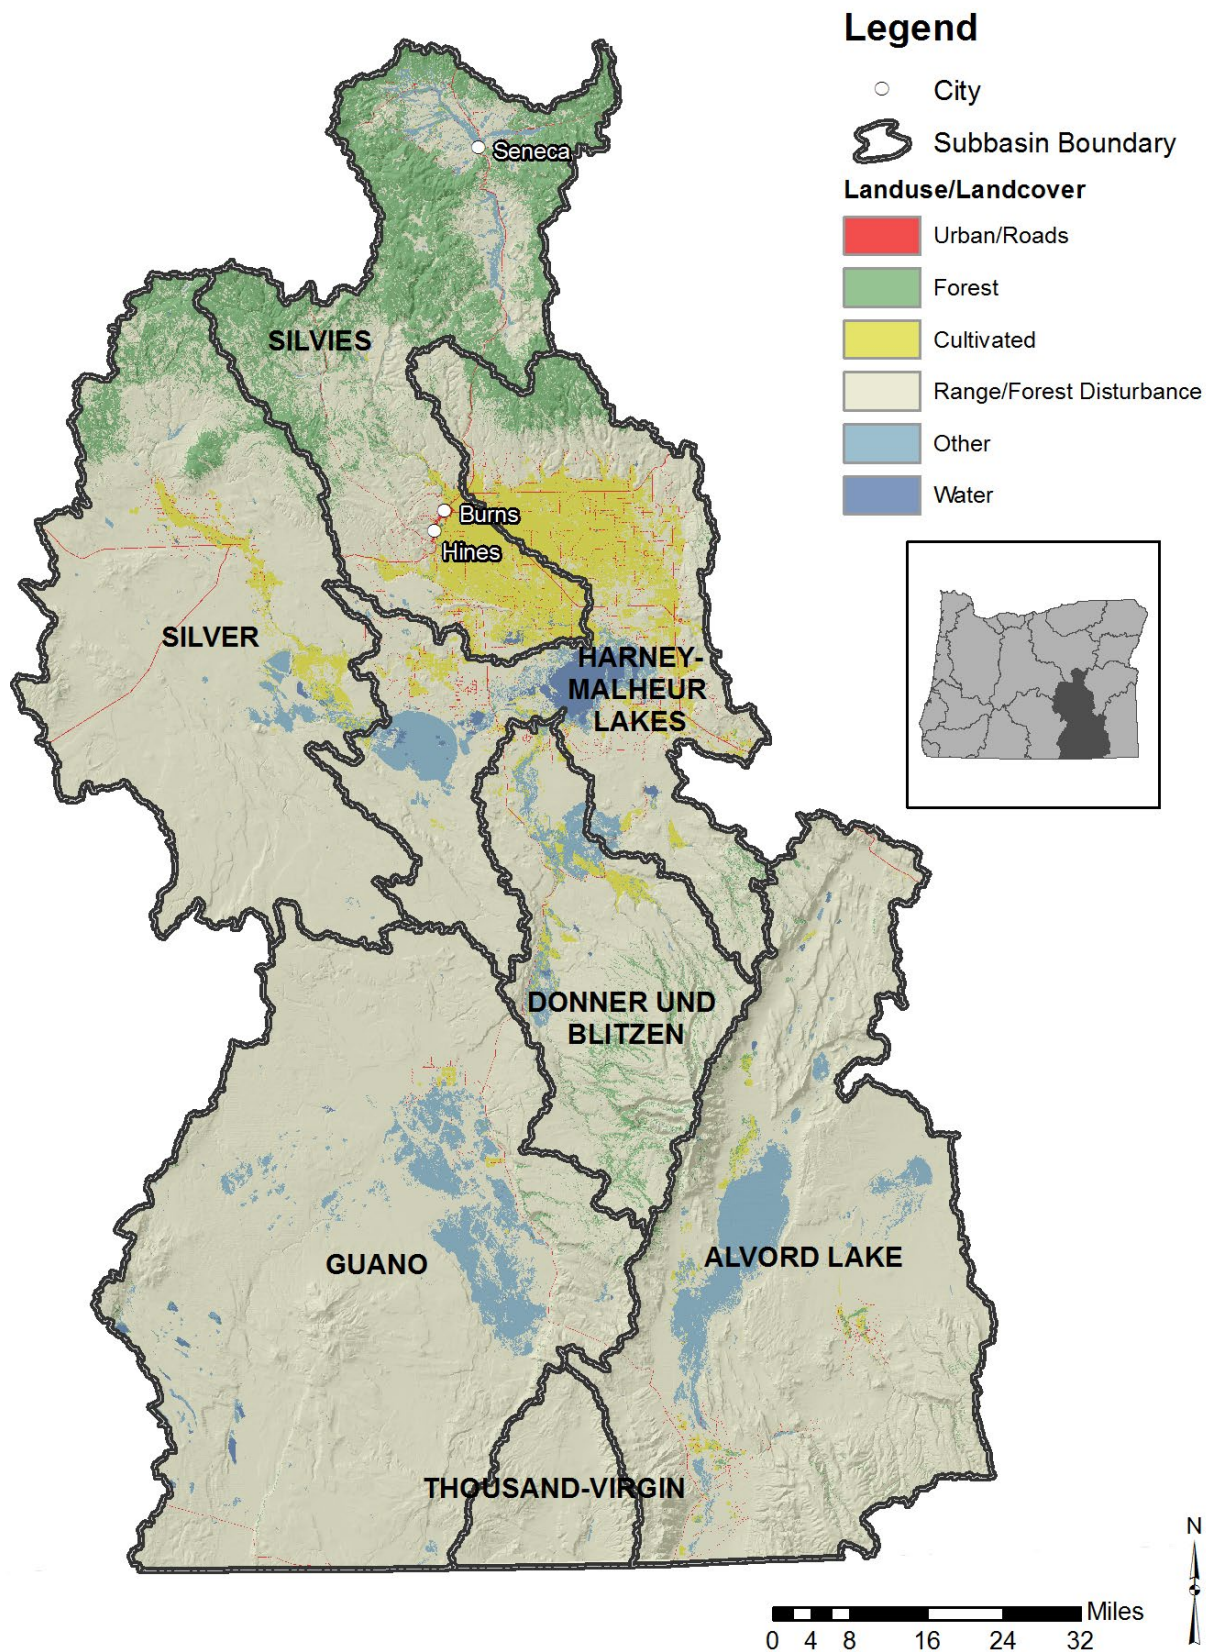 Legend
City
Subbasin Boundary
Landuse/Landcover
Urban/Roads
Forest
Cultivated
Range/Forest Disturbance
Other
Water
Seneca
SILVIES
Burns
Hines
SILVER
HARNEY-
MALHEUR
LAKES
DONNER UND
BLITZEN
GUANO
ALVORD LAKE
THOUSAND-VIRGIN
N
Miles
0 4 8 16 24 32